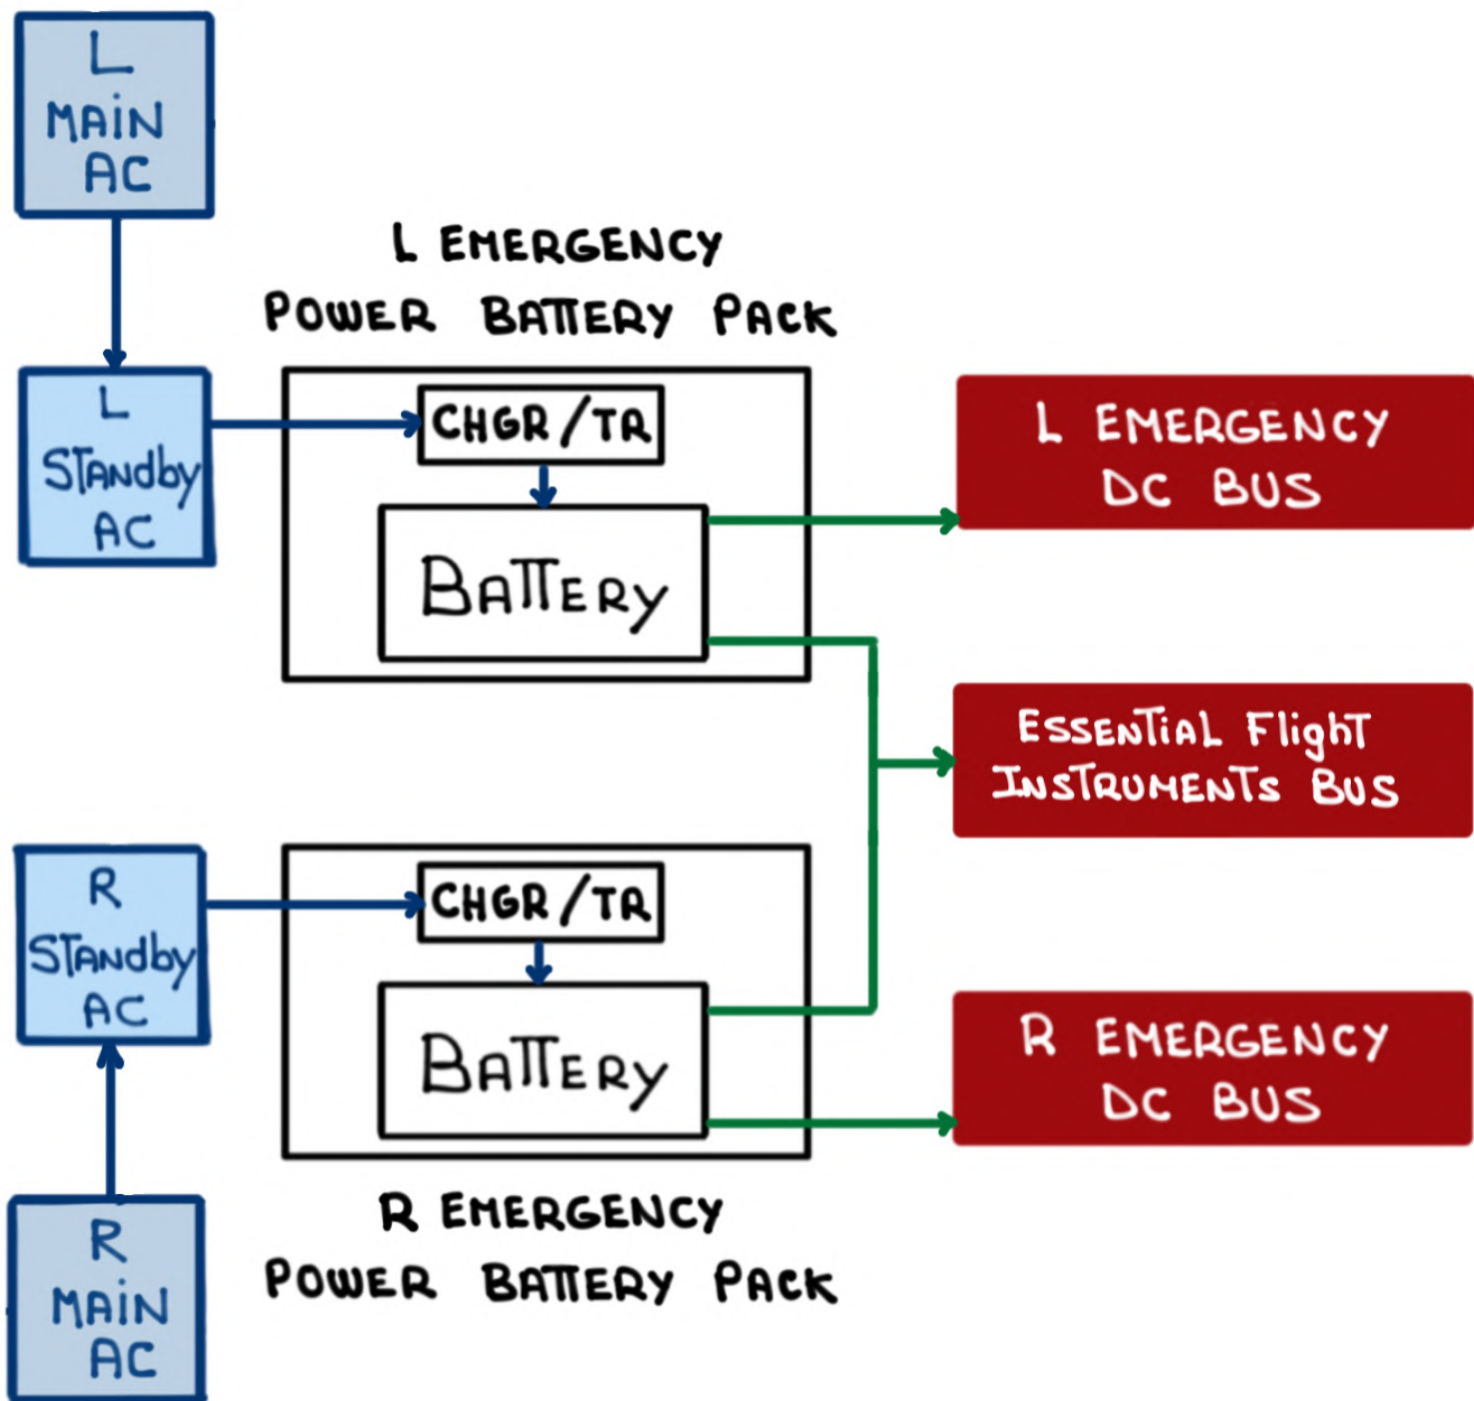 L
MAiN
AC
L EMERGENCY
POWER BATTERY PACK
L
STANdby
AC
CHGR/TR
BATTERY
L EMERGENCY
DC BUS
ESSENTiAL Flight
INSTRUMENTS BUS
R
STANdby
AC
CHGR/TR
BATTERY
R EMERGENCY
DC BUS
R EMERGENCY
POWER BATTERY PACK
R
MAiN
AC